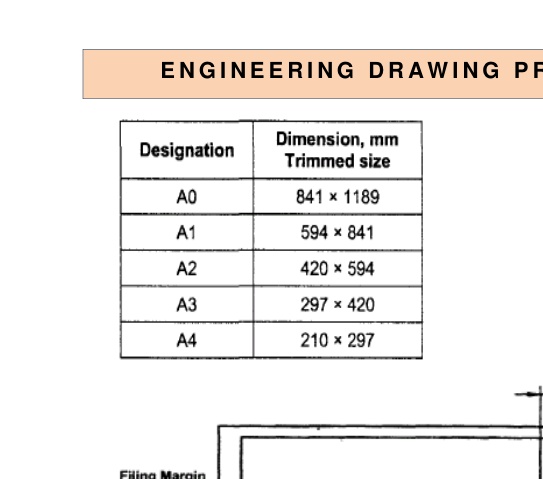 ENGINEERING DRAWING PR
Designation
Dimension, mm
Trimmed size
A0 841 × 1189
A1 594 × 841
A2 420 × 594
A3 297 × 420
A4 210 × 297
Filing Margin